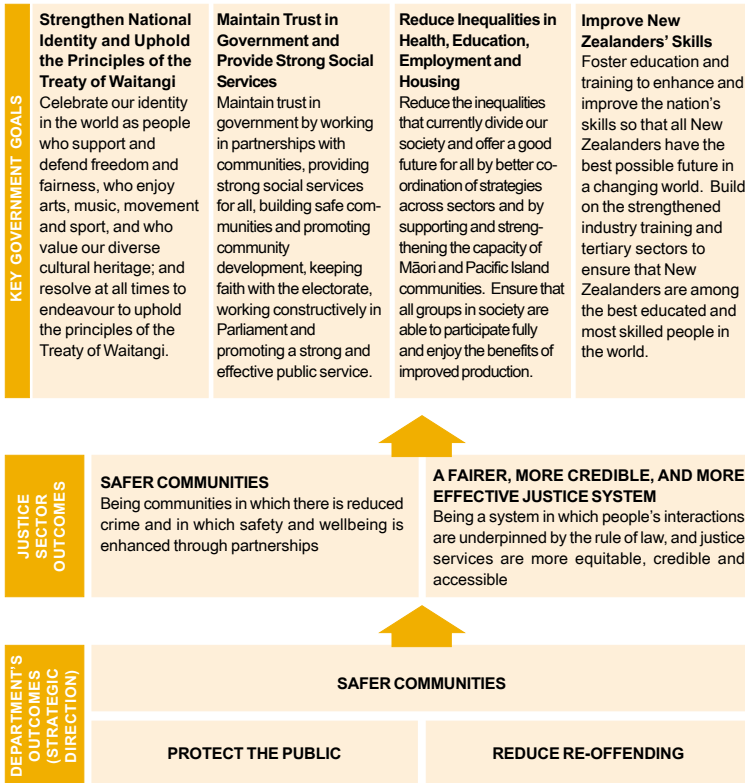 KEY GOVERNMENT GOALS
Strengthen National
Identity and Uphold
the Principles of the
Treaty of Waitangi
Celebrate our identity
in the world as people
who support and
defend freedom and
fairness, who enjoy
arts, music, movement
and sport, and who
value our diverse
cultural heritage; and
resolve at all times to
endeavour to uphold
the principles of the
Treaty of Waitangi.
Maintain Trust in
Government and
Provide Strong Social
Services
Maintain trust in
government by working
in partnerships with
communities, providing
strong social services
for all, building safe com-
munities and promoting
community
development, keeping
faith with the electorate,
working constructively in
Parliament and
promoting a strong and
effective public service.
Reduce Inequalities in
Health, Education,
Employment and
Housing
Reduce the inequalities
that currently divide our
society and offer a good
future for all by better co-
ordination of strategies
across sectors and by
supporting and streng-
thening the capacity of
Māori and Pacific Island
communities. Ensure that
all groups in society are
able to participate fully
and enjoy the benefits of
improved production.
Improve New
Zealanders' Skills
Foster education and
training to enhance and
improve the nation's
skills so that all New
Zealanders have the
best possible future in
a changing world. Build
on the strengthened
industry training and
tertiary sectors to
ensure that New
Zealanders are among
the best educated and
most skilled people in
the world.
JUSTICE
SECTOR
OUTCOMES
SAFER COMMUNITIES
Being communities in which there is reduced
crime and in which safety and wellbeing is
enhanced through partnerships
A FAIRER, MORE CREDIBLE, AND MORE
EFFECTIVE JUSTICE SYSTEM
Being a system in which people's interactions
are underpinned by the rule of law, and justice
services are more equitable, credible and
accessible
DEPARTMENT'S
OUTCOMES
(STRATEGIC
DIRECTION)
SAFER COMMUNITIES
PROTECT THE PUBLIC
REDUCE RE-OFFENDING